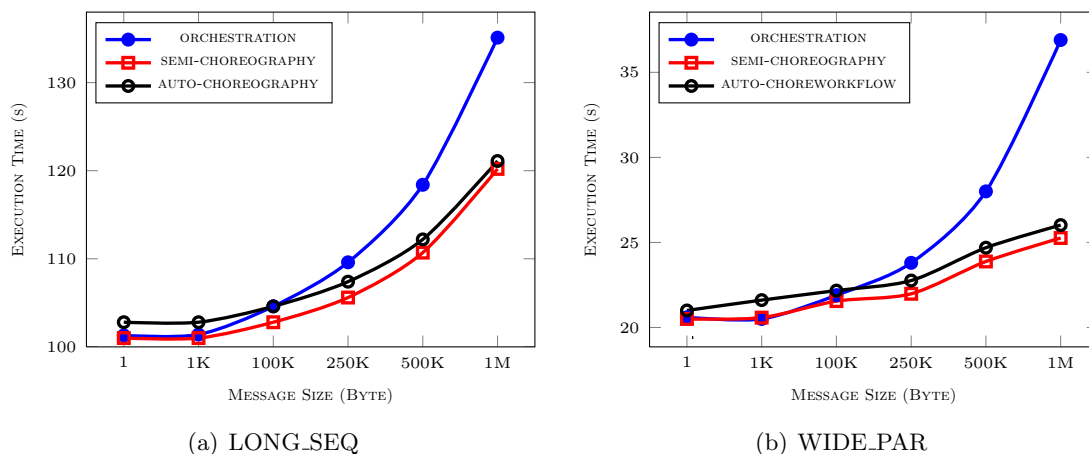 ORCHESTRATION
SEMI-CHOREOGRAPHY
AUTO-CHOREOGRAPHY
EXECUTION TIME (S)
130
120
110
100
1 1K 100K 250K 500K 1M
MESSAGE SIZE (BYTE)
(a) LONG_SEQ
ORCHESTRATION
SEMI-CHOREOGRAPHY
AUTO-CHOREWORKFLOW
EXECUTION TIME (S)
35
30
25
20
1 1K 100K 250K 500K 1M
MESSAGE SIZE (BYTE)
(b) WIDE_PAR